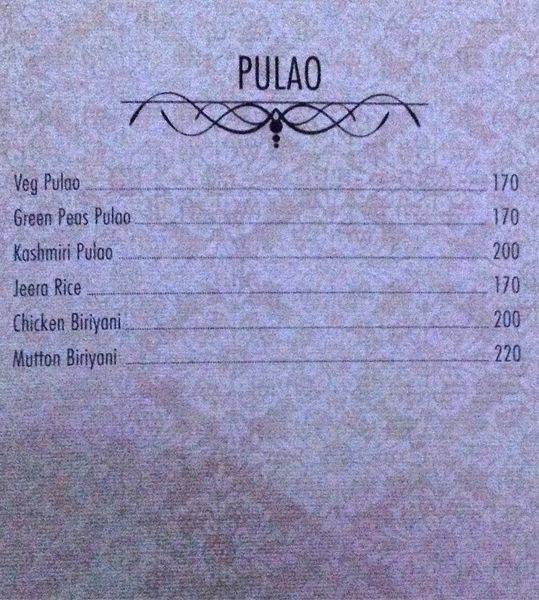 PULAO
Veg Pulao 170
Green Peas Pulao 170
Kashmiri Pulao 200
Jeera Rice 170
Chicken Biriyani 200
Mutton Biriyani 220